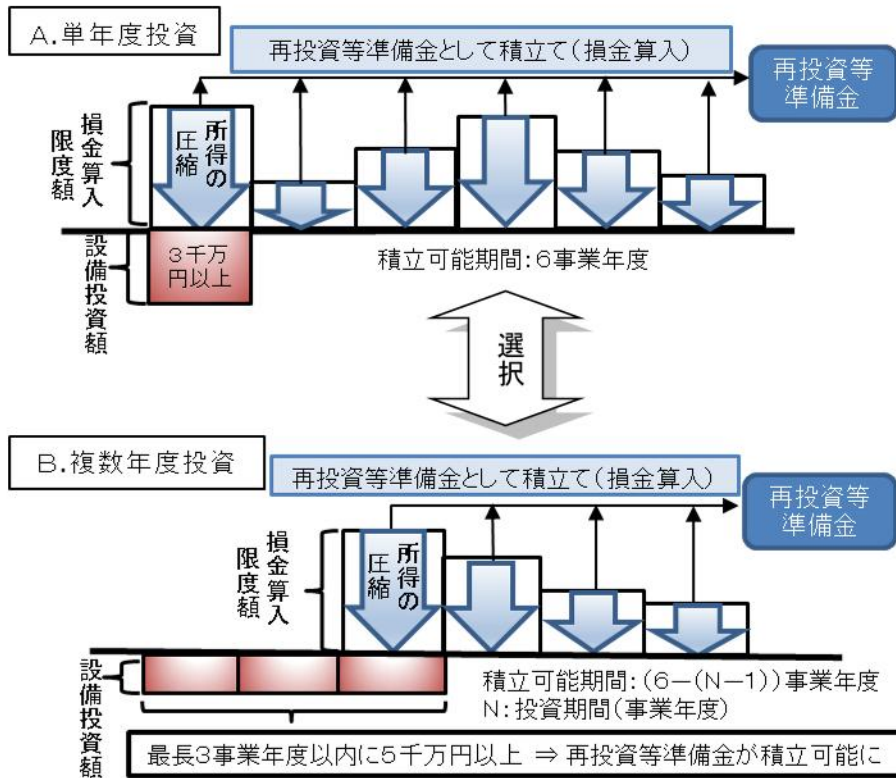 A.単年度投資
再投資等準備金として積立て(損金算入)
再投資等
準備金
損金算入
限度額
所得の
圧縮
設備投資額
3千万
円以上
積立可能期間:6事業年度
選択
B.複数年度投資
再投資等準備金として積立て(損金算入)
再投資等
準備金
損金算入
限度額
所得の
圧縮
設備投資額
積立可能期間:(6-(N-1))事業年度
N:投資期間(事業年度)
最長3事業年度以内に5千万円以上 ⇒ 再投資等準備金が積立可能に